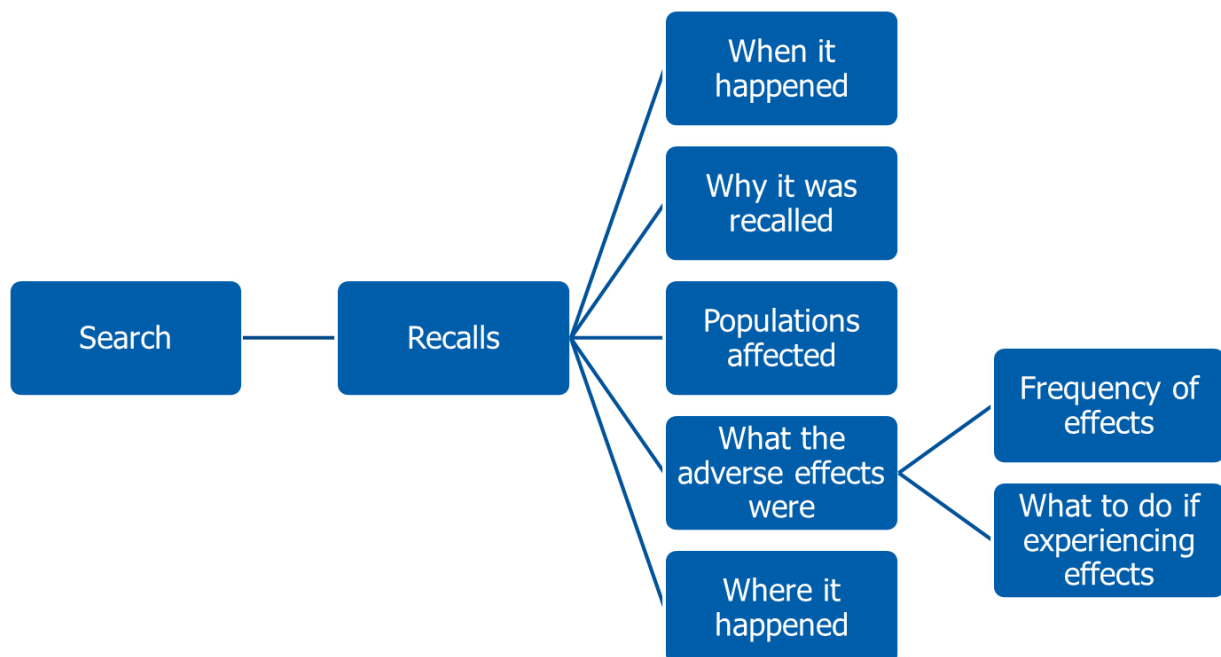 When it
happened
Why it was
recalled
Search
Recalls
Populations
affected
What the
adverse effects
were
Frequency of
effects
What to do if
experiencing
effects
Where it
happened